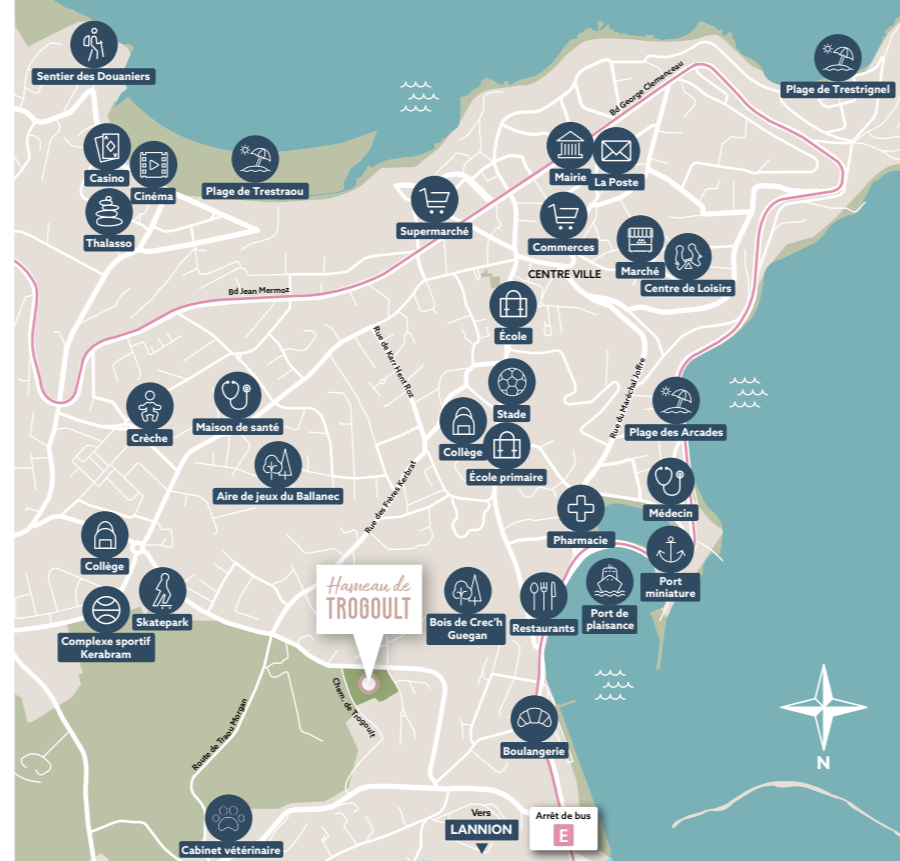 Sentier des Douaniers
Plage de Trestrignel
Bd George Clemenceau
Casino
Cinéma
Plage de Trestraou
Mairie
La Poste
Thalasso
Supermarché
Commerces
Marché
Centre de Loisirs
CENTRE VILLE
Bd Jean Mermoz
École
Rue de Karr Hent Roz
Rue du Maréchal Joffre
Stade
Crèche
Maison de santé
Collège
Plage des Arcades
École primaire
Aire de jeux du Ballanec
Rue des Frères Kerbrat
Médecin
Pharmacie
Collège
Port
miniature
Hameau de
TROGOULT
Skatepark
Bois de Crec'h
Guegan
Restaurants
Port de
plaisance
Complexe sportif
Kerabram
Chem. de Trogoult
Route de Traou Morgan
Boulangerie
N
Vers
LANNION
Arrêt de bus
E
Cabinet vétérinaire